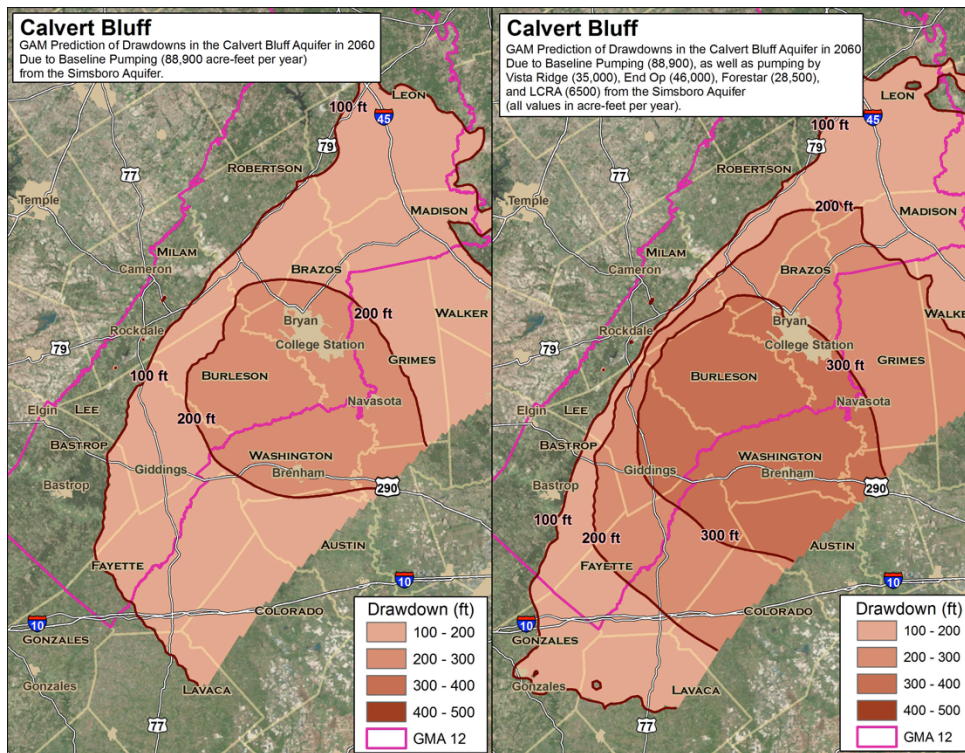 Calvert Bluff
GAM Prediction of Drawdowns in the Calvert Bluff Aquifer in 2060
Due to Baseline Pumping (88,900 acre-feet per year)
from the Simsboro Aquifer.
LEON
100 ft
45
79
ROBERTSON
77
Temple
MADISON
MILAM
Cameron
BRAZOS
200 ft
WALKER
Rockdale
Bryan
79
College Station
GRIMES
100 ft
BURLESON
Elgin
LEE
Navasota
200 ft
BASTROP
WASHINGTON
Giddings
Brenham
Bastrop
290
AUSTIN
FAYETTE
10
COLORADO
10
GONZALES
Gonzales
LAVACA
77
Drawdown (ft)
100 - 200
200 - 300
300 - 400
400 - 500
GMA 12
Calvert Bluff
GAM Prediction of Drawdowns in the Calvert Bluff Aquifer in 2060
Due to Baseline Pumping (88,900), as well as pumping by
Vista Ridge (35,000), End Op (46,000), Forestar (28,500),
and LCRA (6500) from the Simsboro Aquifer
(all values in acre-feet per year).
LEON
100 ft
45
79
ROBERTSON
77
Temple
200 ft
MADISON
MILAM
Cameron
BRAZOS
WALKE
Rockdale
Bryan
79
College Station
GRIMES
300 ft
BURLESON
Elgin
LEE
Navasota
BASTROP
WASHINGTON
Giddings
Brenham
Bastrop
290
100 ft
200 ft
300 ft
AUSTIN
FAYETTE
10
COLORADO
10
GONZALES
Gonzales
LAVACA
77
Drawdown (ft)
100 - 200
200 - 300
300 - 400
400 - 500
GMA 12